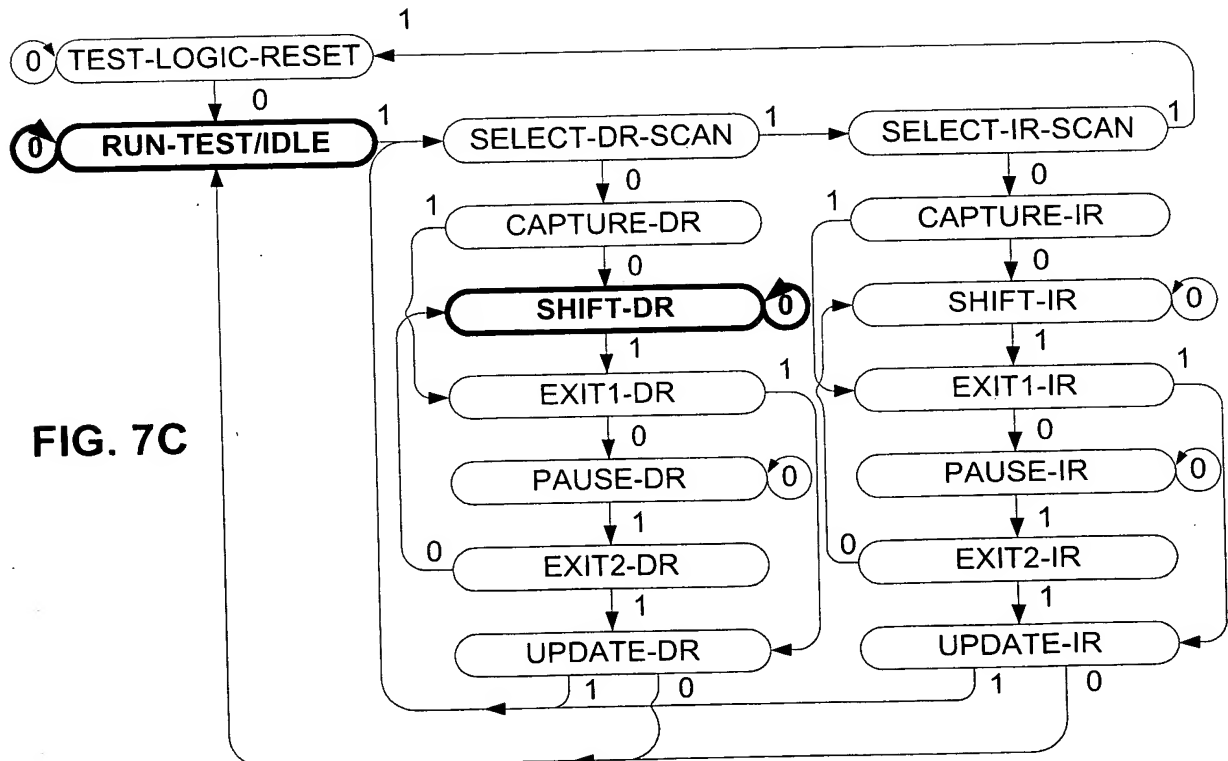 1
0 TEST-LOGIC-RESET
0
0 RUN-TEST/IDLE 1
SELECT-DR-SCAN 1 SELECT-IR-SCAN 1
0 0
1 CAPTURE-DR 1 CAPTURE-IR
0 0
SHIFT-DR 0 SHIFT-IR 0
1 1
EXIT1-DR 1 EXIT1-IR 1
0 0
FIG. 7C
PAUSE-DR 0 PAUSE-IR 0
1 1
0 EXIT2-DR 0 EXIT2-IR
1 1
UPDATE-DR UPDATE-IR
1 0 1 0